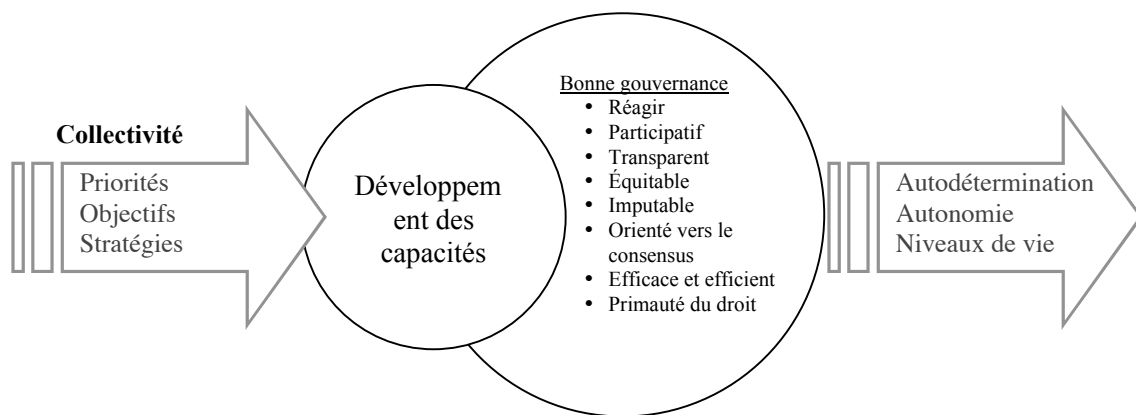 Collectivité
Priorités
Objectifs
Stratégies
Développem
ent des
capacités
Bonne gouvernance
• Réagir
• Participatif
• Transparent
• Équitable
• Imputable
• Orienté vers le
consensus
• Efficace et efficient
• Primauté du droit
Autodétermination
Autonomie
Niveaux de vie